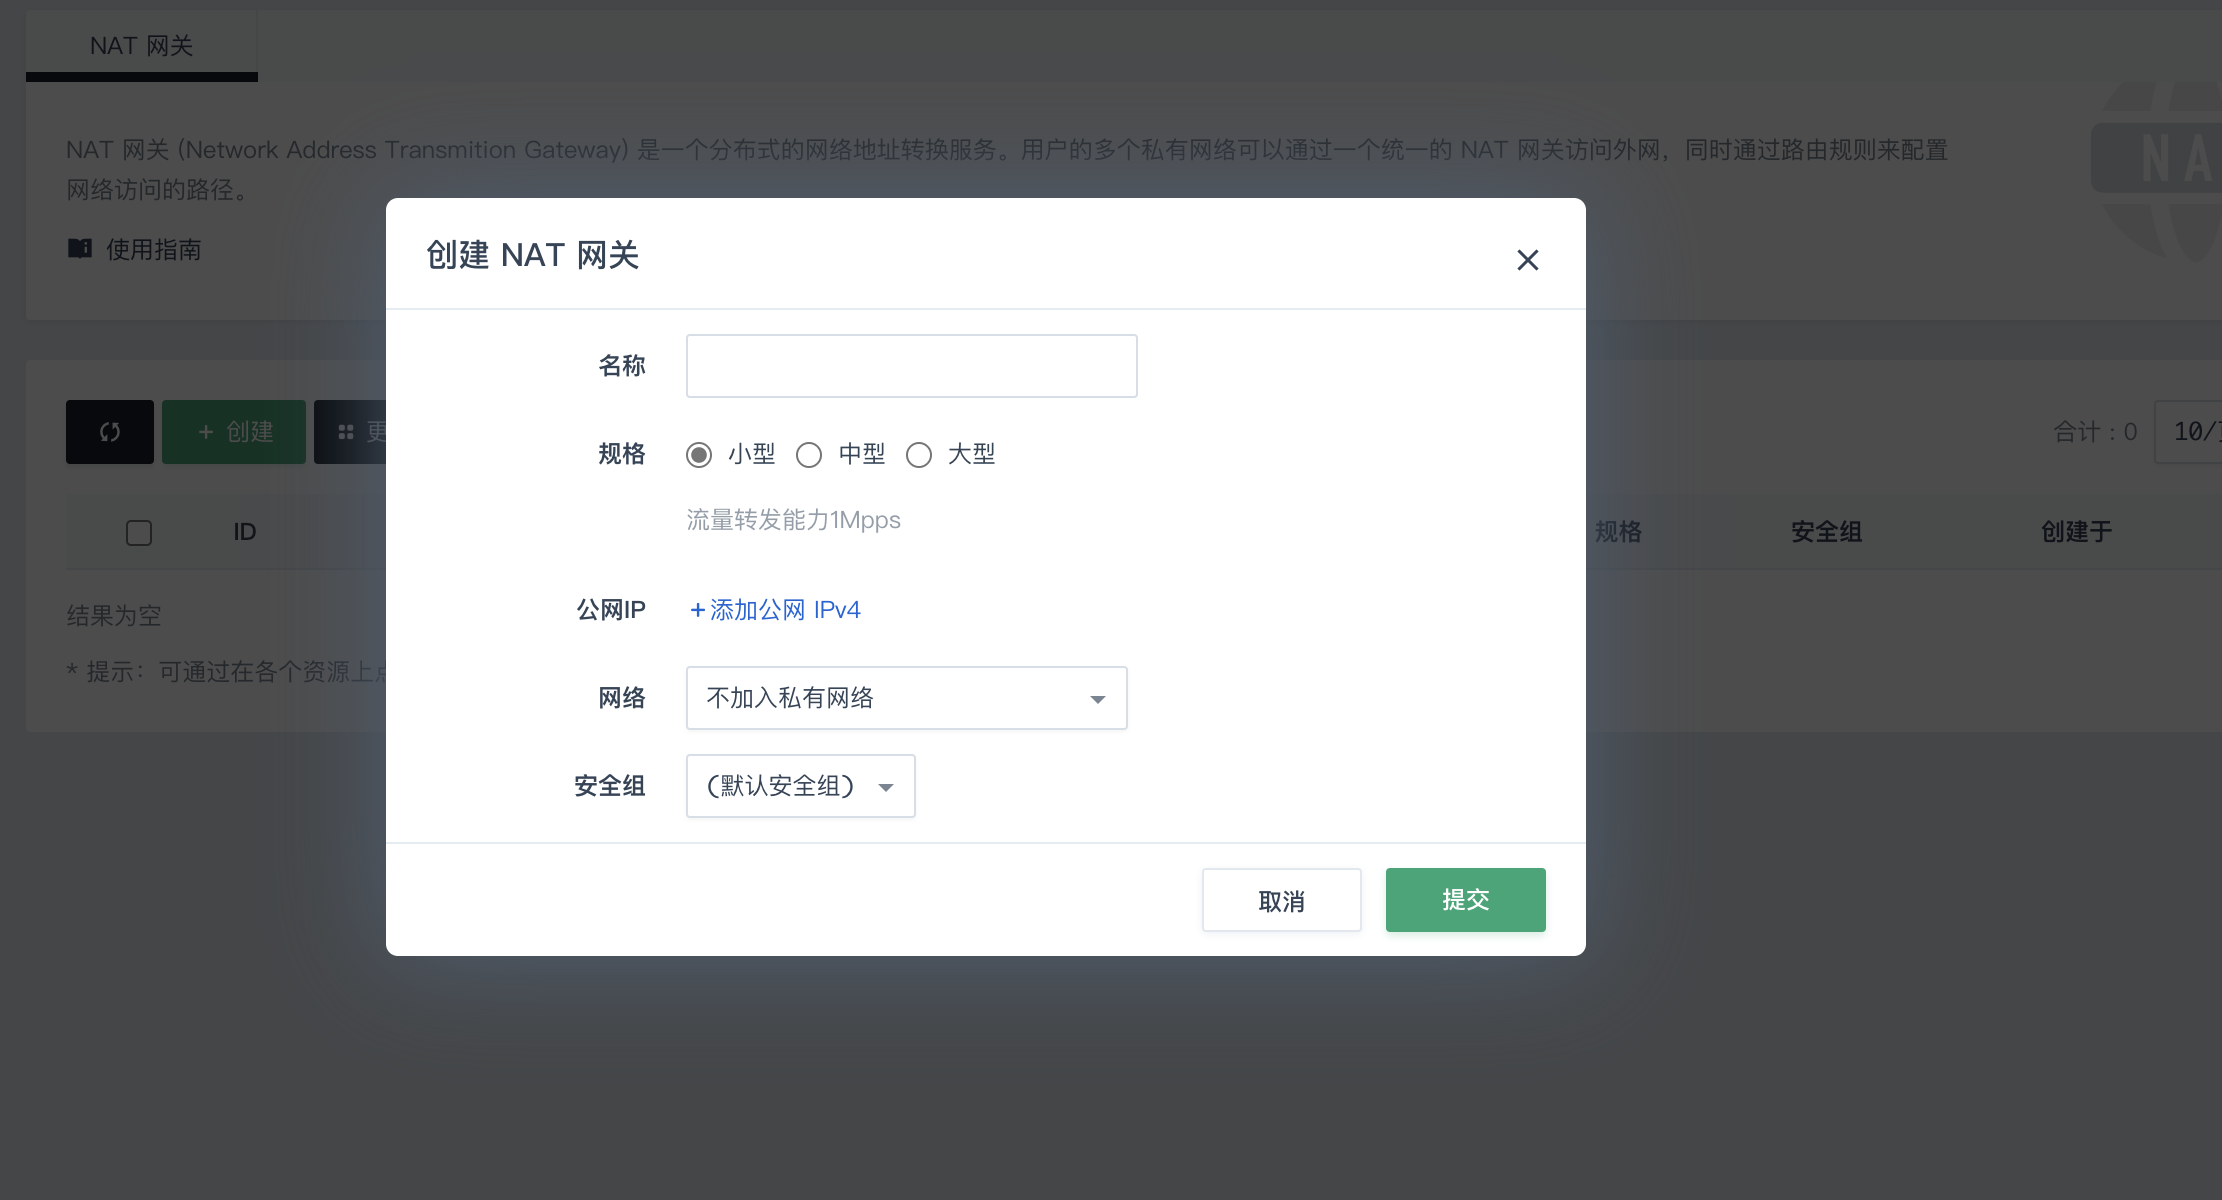 NAT 网关
NAT 网关 (Network Address Transmition Gateway) 是一个分布式的网络地址转换服务。用户的多个私有网络可以通过一个统一的 NAT 网关访问外网，同时通过路由规则来配置
网络访问的路径。
使用指南
NA
创建 NAT 网关
名称
规格 小型 中型 大型
流量转发能力1Mpps
公网IP +添加公网 IPv4
网络 不加入私有网络
安全组 (默认安全组)
取消 提交
+ 创建 更
合计：0 10/
ID 规格 安全组 创建于
结果为空
* 提示：可通过在各个资源上